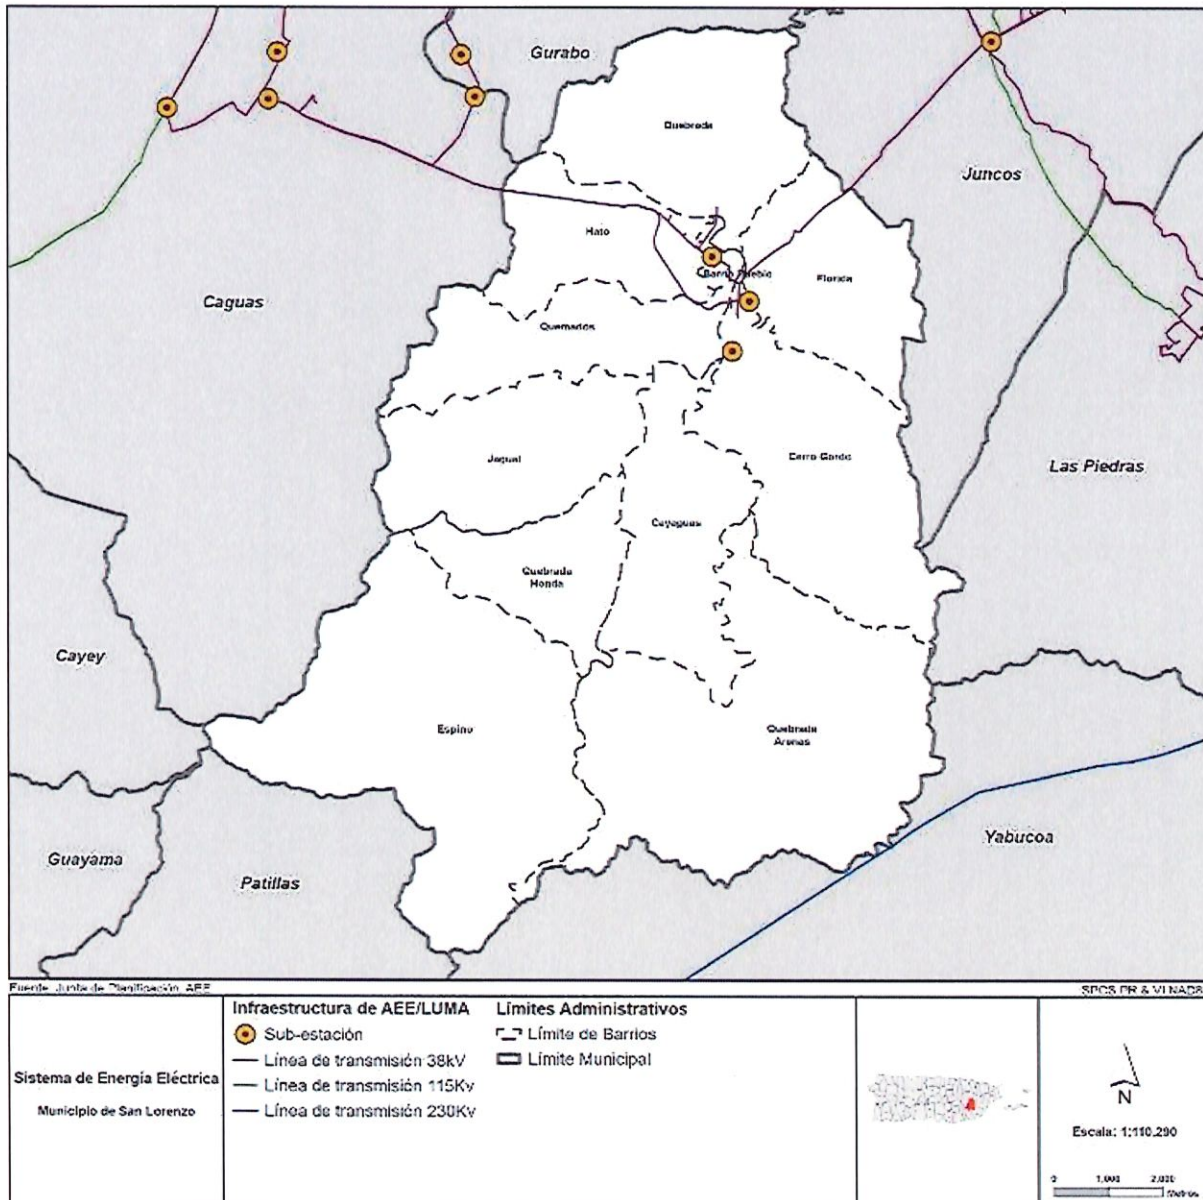 Gurabo
Quebrada
Juncos
Hato
Barrio Pueblo
Florida
Caguas
Quemados
Jagual
Cerro Gordo
Las Piedras
Cayaguas
Quebrada
Honda
Cayey
Espino
Quebrada
Arenas
Guayama
Patillas
Yabucoa
Fuente: Junta de Planificación, AEE
SPCS PR & VI NAD8
Sistema de Energía Eléctrica
Municipio de San Lorenzo
Infraestructura de AEE/LUMA
Sub-estación
Línea de transmisión 38kV
Línea de transmisión 115Kv
Línea de transmisión 230Kv
Límites Administrativos
Límite de Barrios
Límite Municipal
N
Escala: 1:110,290
0 1,000 2,000
Metros